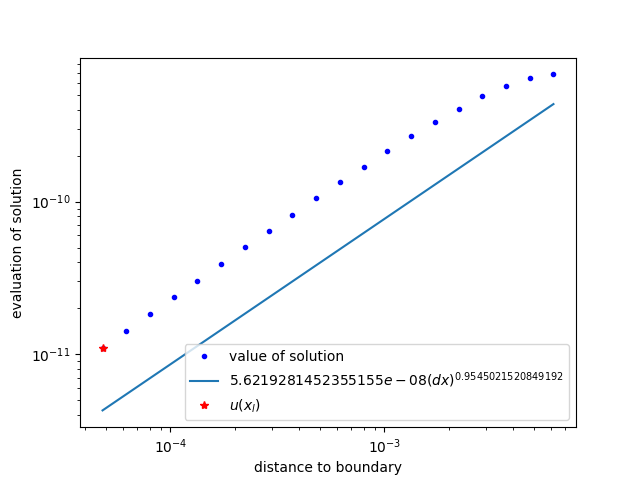 evaluation of solution
10⁻¹⁰
10⁻¹¹
value of solution
5.6219281452355155e − 08(dx)^0.9545021520849192
u(x_l)
10⁻⁴
10⁻³
distance to boundary